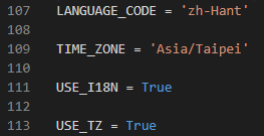 107 LANGUAGE_CODE = 'zh-Hant'
108
109 TIME_ZONE = 'Asia/Taipei'
110
111 USE_I18N = True
112
113 USE_TZ = True